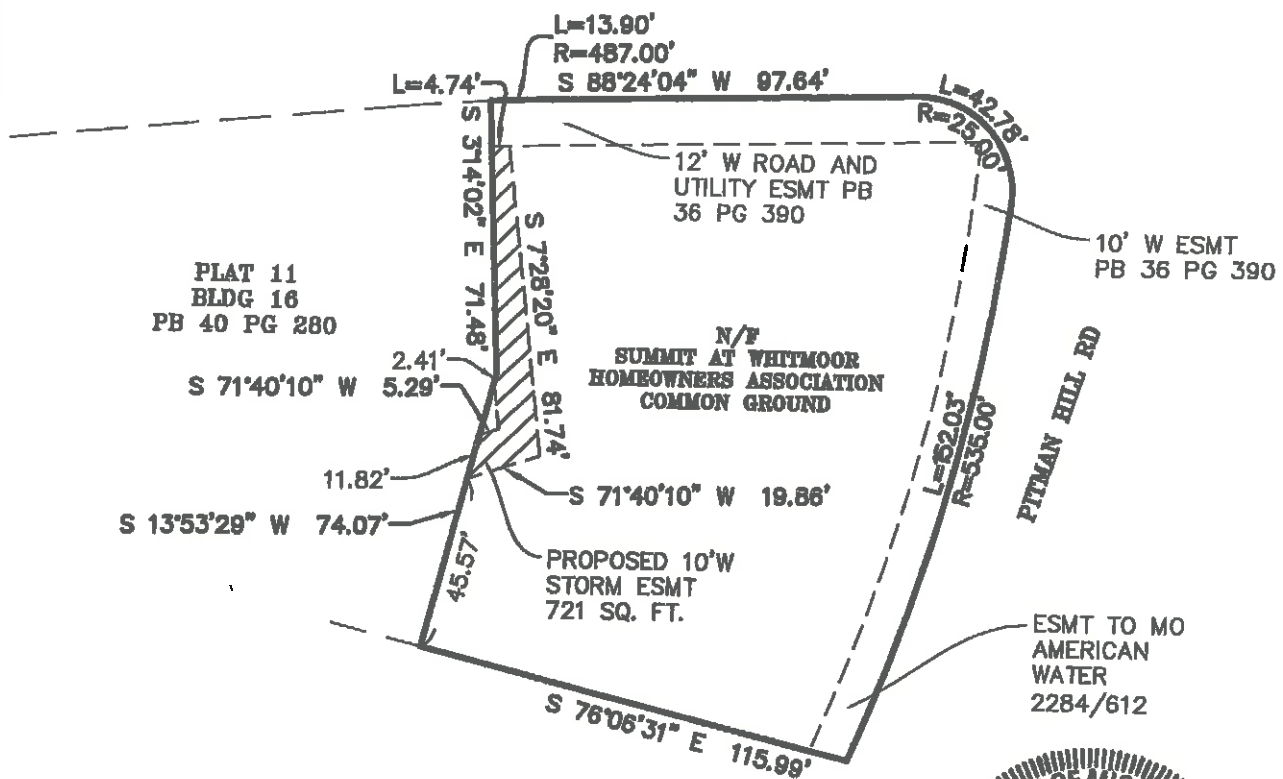 L=13.90'
R=487.00'
S 88°24'04" W 97.64'
L=4.74'
L=42.78'
R=25.00'
S 3°14'02" E 71.48'
12' W ROAD AND
UTILITY ESMT PB
36 PG 390
S 7°28'20" E 81.74'
10' W ESMT
PB 36 PG 390
PLAT 11
BLDG 16
PB 40 PG 280
N/F
SUMMIT AT WHITMOOR
HOMEOWNERS ASSOCIATION
COMMON GROUND
2.41'
S 71°40'10" W 5.29'
L=152.03'
R=535.00'
PITMAN HILL RD
11.82'
S 71°40'10" W 19.86'
S 13°53'29" W 74.07'
45.57'
PROPOSED 10'W
STORM ESMT
721 SQ. FT.
ESMT TO MO
AMERICAN
WATER
2284/612
S 76°06'31" E 115.99'